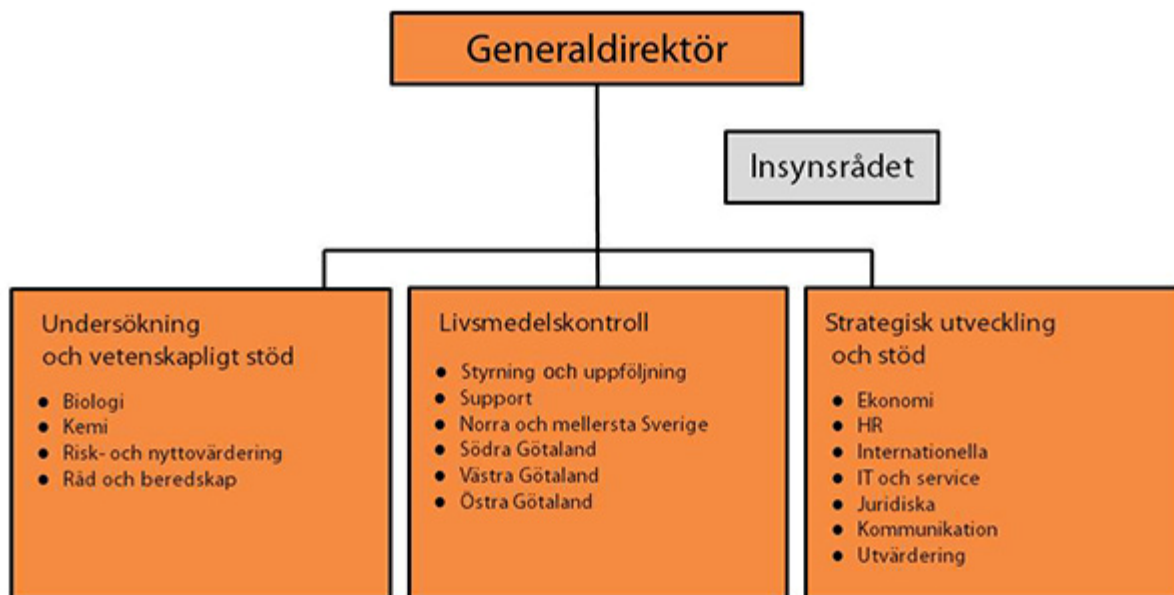 Generaldirektör
Insynsrådet
Undersökning
och vetenskapligt stöd
● Biologi
● Kemi
● Risk- och nyttovärdering
● Råd och beredskap
Livsmedelskontroll
● Styrning och uppföljning
● Support
● Norra och mellersta Sverige
● Södra Götaland
● Västra Götaland
● Östra Götaland
Strategisk utveckling
och stöd
● Ekonomi
● HR
● Internationella
● IT och service
● Juridiska
● Kommunikation
● Utvärdering